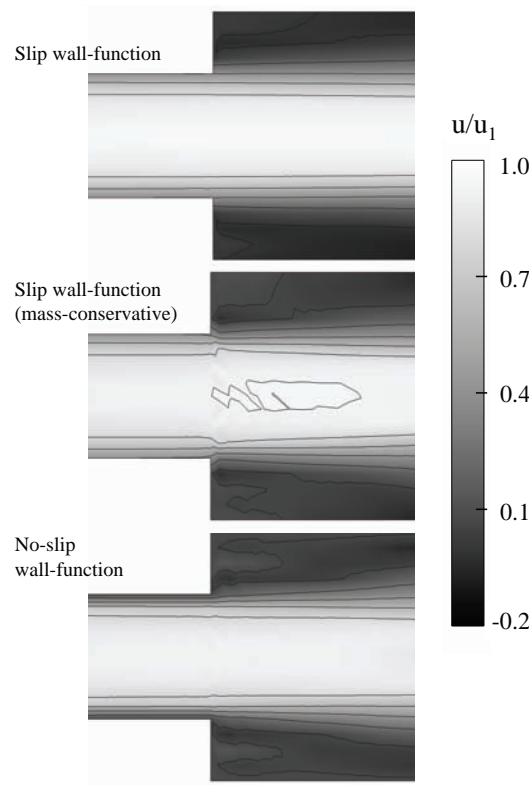 Slip wall-function
u/u1
1.0
0.7
0.4
0.1
-0.2
Slip wall-function
(mass-conservative)
No-slip
wall-function